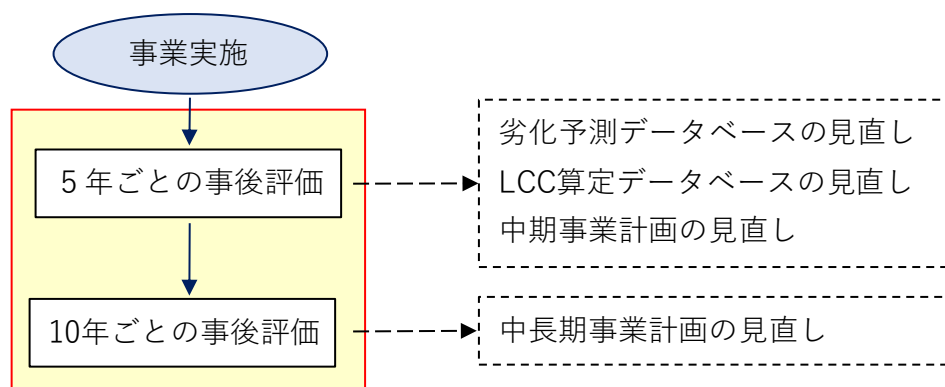 事業実施
5年ごとの事後評価
劣化予測データベースの見直し
LCC算定データベースの見直し
中期事業計画の見直し
10年ごとの事後評価
中長期事業計画の見直し